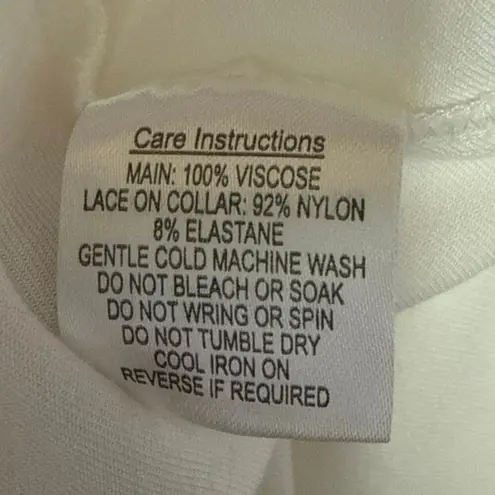 Care Instructions
MAIN: 100% VISCOSE
LACE ON COLLAR: 92% NYLON
8% ELASTANE
GENTLE COLD MACHINE WASH
DO NOT BLEACH OR SOAK
DO NOT WRING OR SPIN
DO NOT TUMBLE DRY
COOL IRON ON
REVERSE IF REQUIRED